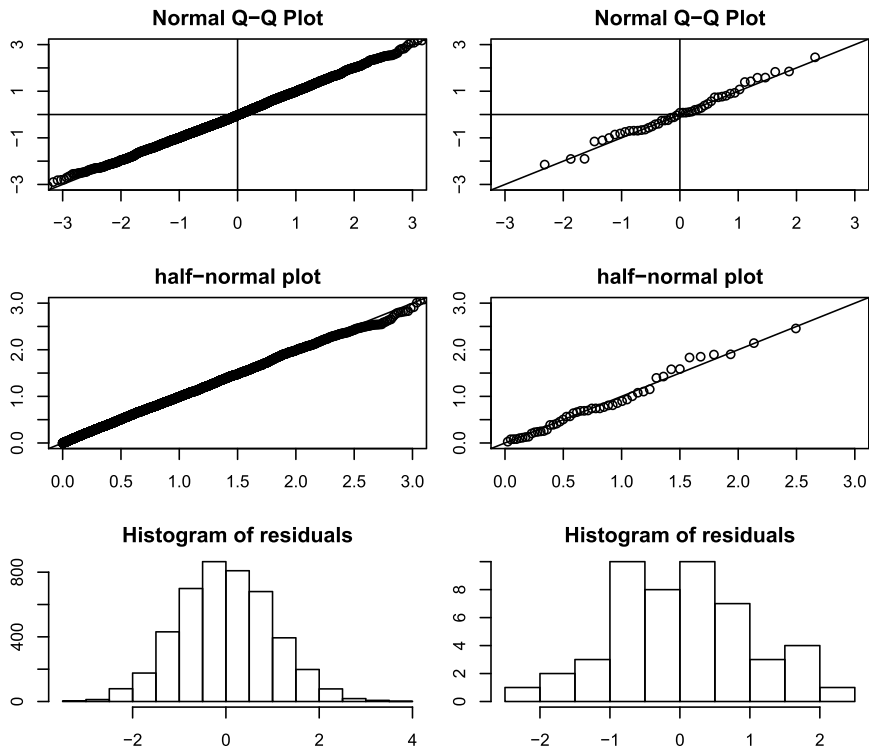 Normal Q−Q Plot
3
1
−1
−3
−3 −2 −1 0 1 2 3
Normal Q−Q Plot
3
1
−1
−3
−3 −2 −1 0 1 2 3
half−normal plot
3.0
2.0
1.0
0.0
0.0 0.5 1.0 1.5 2.0 2.5 3.0
half−normal plot
3.0
2.0
1.0
0.0
0.0 0.5 1.0 1.5 2.0 2.5 3.0
Histogram of residuals
800
400
0
−2 0 2 4
Histogram of residuals
8
6
4
2
0
−2 −1 0 1 2